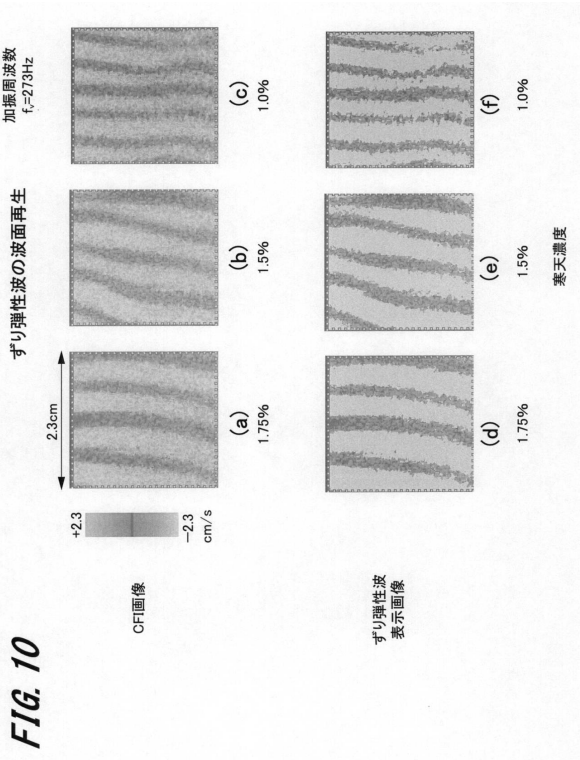 FIG. 10
ずり弾性波の波面再生
加振周波数
fv=273Hz
2.3cm
+2.3
−2.3
cm/s
CFI画像
(a)
1.75%
(b)
1.5%
(c)
1.0%
ずり弾性波
表示画像
(d)
1.75%
(e)
1.5%
(f)
1.0%
寒天濃度